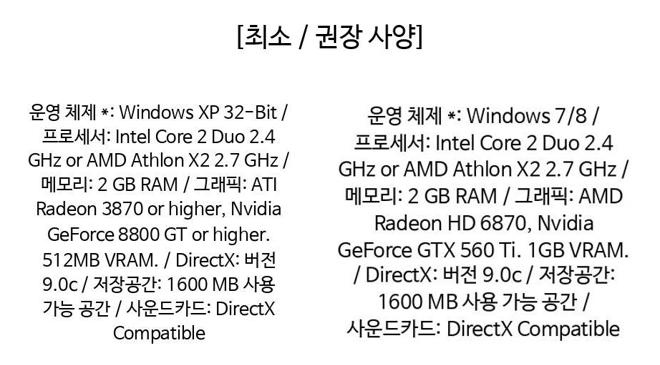 [최소 / 권장 사양]
운영 체제 *: Windows XP 32-Bit /
프로세서: Intel Core 2 Duo 2.4
GHz or AMD Athlon X2 2.7 GHz /
메모리: 2 GB RAM / 그래픽: ATI
Radeon 3870 or higher, Nvidia
GeForce 8800 GT or higher.
512MB VRAM. / DirectX: 버전
9.0c / 저장공간: 1600 MB 사용
가능 공간 / 사운드카드: DirectX
Compatible
운영 체제 *: Windows 7/8 /
프로세서: Intel Core 2 Duo 2.4
GHz or AMD Athlon X2 2.7 GHz /
메모리: 2 GB RAM / 그래픽: AMD
Radeon HD 6870, Nvidia
GeForce GTX 560 Ti. 1GB VRAM.
/ DirectX: 버전 9.0c / 저장공간:
1600 MB 사용 가능 공간 /
사운드카드: DirectX Compatible